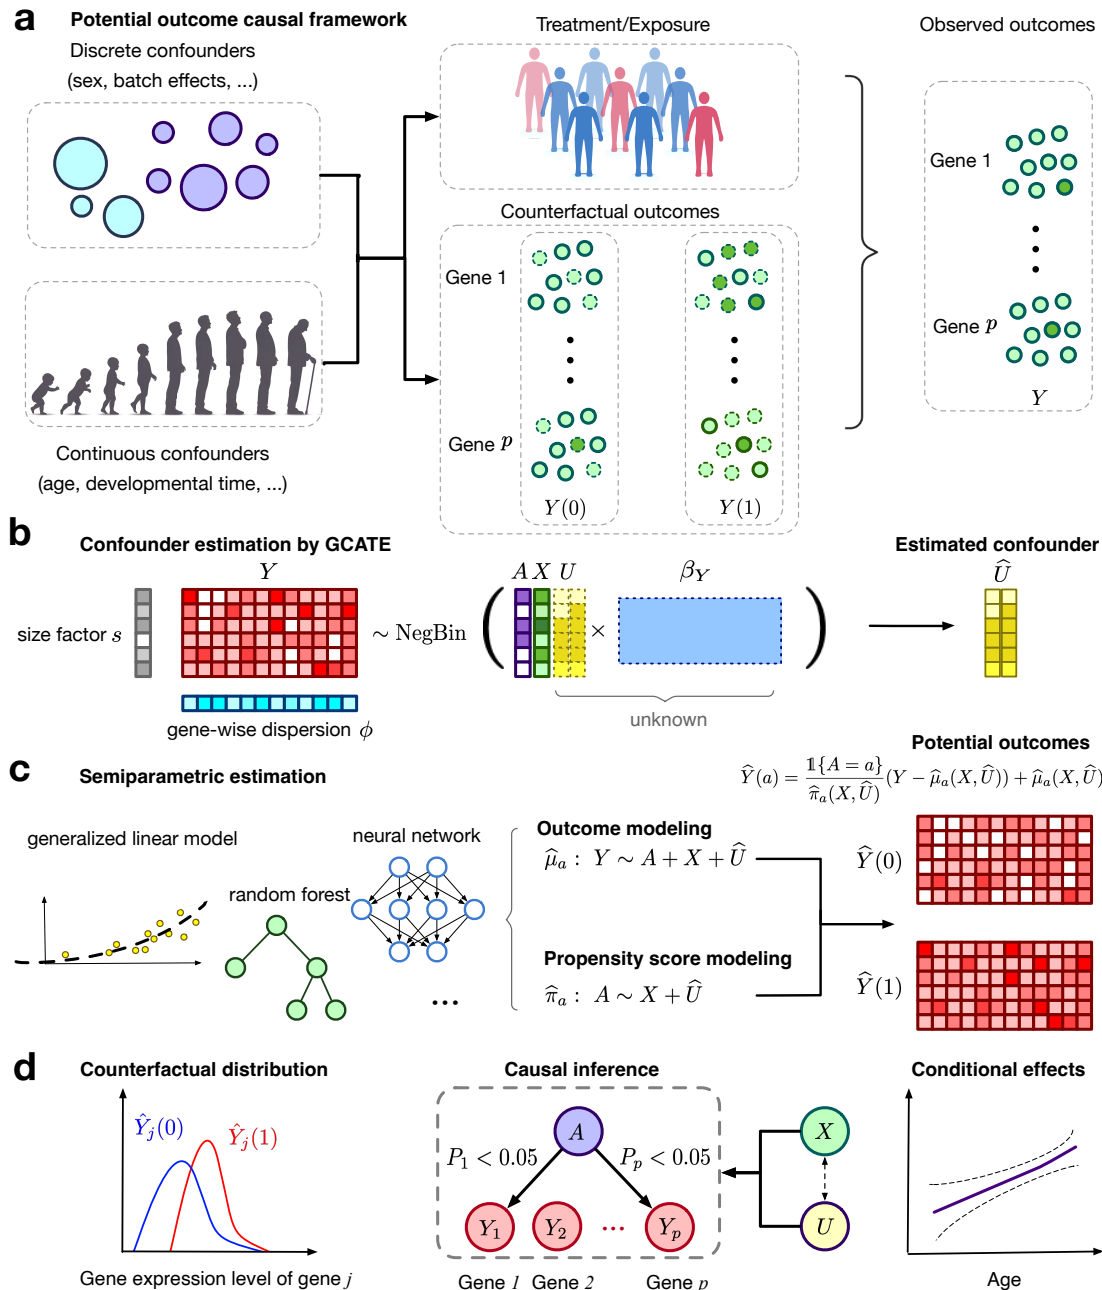 a Potential outcome causal framework
Discrete confounders
(sex, batch effects, ...)
Continuous confounders
(age, developmental time, ...)
Treatment/Exposure
Counterfactual outcomes
Gene 1
Gene p
Y(0)
Y(1)
Observed outcomes
Gene 1
Gene p
Y
b Confounder estimation by GCATE
Y
size factor s
gene-wise dispersion ϕ
∼ NegBin
A X U
×
β_Y
unknown
Estimated confounder
Û
c Semiparametric estimation
generalized linear model
random forest
neural network
...
Outcome modeling
μ̂_a : Y ∼ A + X + Û
Propensity score modeling
π̂_a : A ∼ X + Û
Potential outcomes
Ŷ(a) = 𝟙{A = a} / π̂_a(X, Û) (Y − μ̂_a(X, Û)) + μ̂_a(X, Û)
Ŷ(0)
Ŷ(1)
d Counterfactual distribution
Ŷ_j(0)
Ŷ_j(1)
Gene expression level of gene j
Causal inference
A
P_1 < 0.05
P_p < 0.05
Y_1 Y_2 ... Y_p
Gene 1 Gene 2 Gene p
X
U
Conditional effects
Age